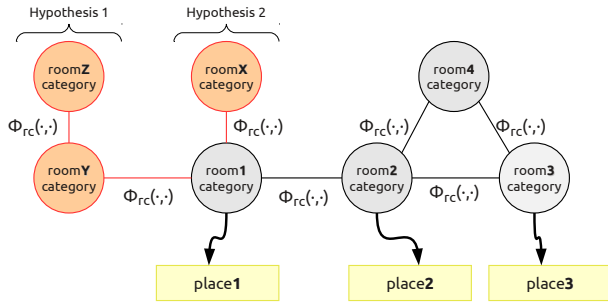 Hypothesis 1
Hypothesis 2
roomZ
category
roomX
category
room4
category
Φrc(·,·)
Φrc(·,·)
Φrc(·,·)
Φrc(·,·)
roomY
category
room1
category
room2
category
room3
category
Φrc(·,·)
Φrc(·,·)
Φrc(·,·)
place1
place2
place3